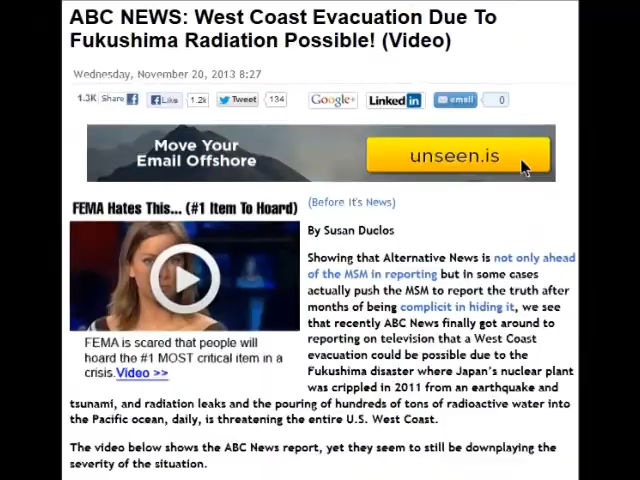 ABC NEWS: West Coast Evacuation Due To
Fukushima Radiation Possible! (Video)
Wednesday, November 20, 2013 8:27
1.3K Share Like 1.2k Tweet 134 Google+ Linked in email 0
Move Your
Email Offshore
unseen.is
FEMA Hates This... (#1 Item To Hoard)
FEMA is scared that people will
hoard the #1 MOST critical item in a
crisis.Video >>
(Before It's News)
By Susan Duclos
Showing that Alternative News is not only ahead
of the MSM in reporting but in some cases
actually push the MSM to report the truth after
months of being complicit in hiding it, we see
that recently ABC News finally got around to
reporting on television that a West Coast
evacuation could be possible due to the
Fukushima disaster where Japan's nuclear plant
was crippled in 2011 from an earthquake and
tsunami, and radiation leaks and the pouring of hundreds of tons of radioactive water into
the Pacific ocean, daily, is threatening the entire U.S. West Coast.
The video below shows the ABC News report, yet they seem to still be downplaying the
severity of the situation.